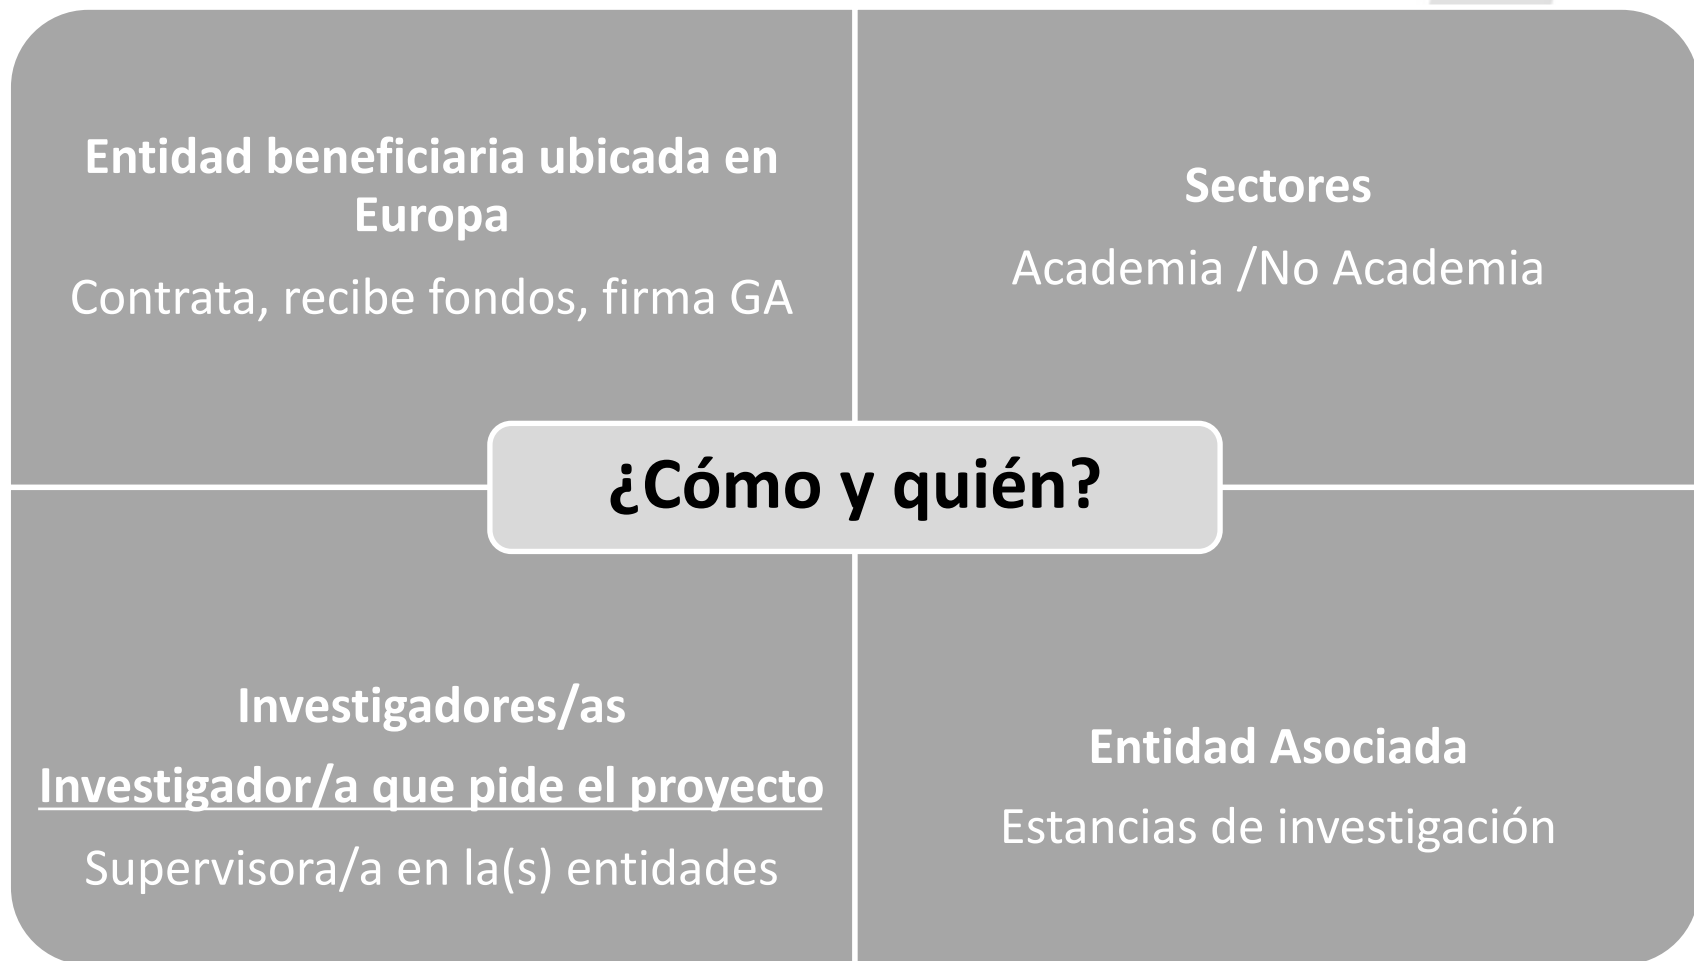 Entidad beneficiaria ubicada en
Europa
Contrata, recibe fondos, firma GA
Sectores
Academia /No Academia
¿Cómo y quién?
Investigadores/as
Investigador/a que pide el proyecto
Supervisora/a en la(s) entidades
Entidad Asociada
Estancias de investigación